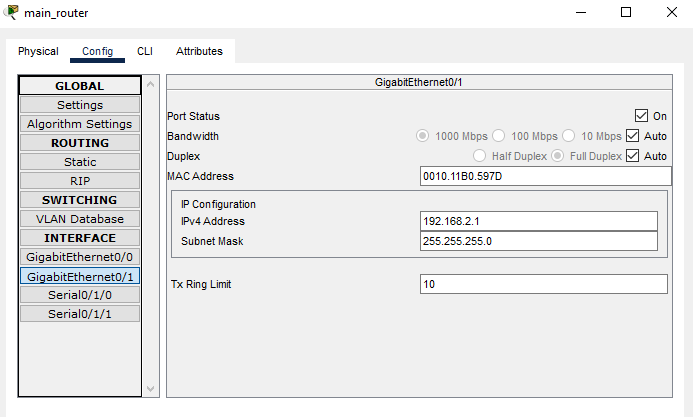 main_router
Physical Config CLI Attributes
GLOBAL
Settings
Algorithm Settings
ROUTING
Static
RIP
SWITCHING
VLAN Database
INTERFACE
GigabitEthernet0/0
GigabitEthernet0/1
Serial0/1/0
Serial0/1/1
GigabitEthernet0/1
Port Status On
Bandwidth 1000 Mbps 100 Mbps 10 Mbps Auto
Duplex Half Duplex Full Duplex Auto
MAC Address 0010.11B0.597D
IP Configuration
IPv4 Address 192.168.2.1
Subnet Mask 255.255.255.0
Tx Ring Limit 10